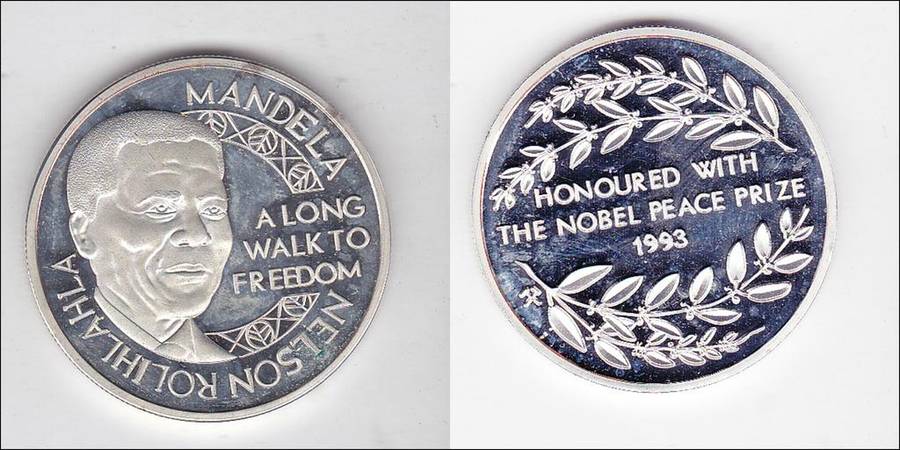 MANDELA
A LONG
WALK TO
FREEDOM
NELSON ROLIHLAHLA
HONOURED WITH
THE NOBEL PEACE PRIZE
1993